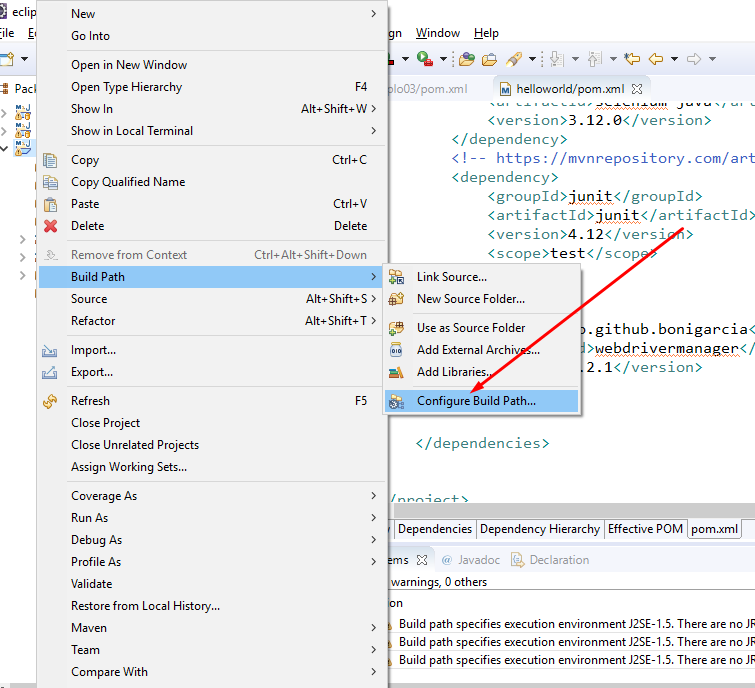 eclip
File
New
Go Into
Open in New Window
Open Type Hierarchy F4
Show In Alt+Shift+W
Show in Local Terminal
Copy Ctrl+C
Copy Qualified Name
Paste Ctrl+V
Delete Delete
Remove from Context Ctrl+Alt+Shift+Down
Build Path
Source Alt+Shift+S
Refactor Alt+Shift+T
Import...
Export...
Refresh F5
Close Project
Close Unrelated Projects
Assign Working Sets...
Coverage As
Run As
Debug As
Profile As
Validate
Restore from Local History...
Maven
Team
Compare With
Link Source...
New Source Folder...
Use as Source Folder
Add External Archives...
Add Libraries...
Configure Build Path...
Window Help
plo03/pom.xml helloworld/pom.xml
<artifactId>selenium-java</art
<version>3.12.0</version>
</dependency>
<!-- https://mvnrepository.com/art
<dependency>
<groupId>junit</groupId>
<artifactId>junit</artifactId>
<version>4.12</version>
<scope>test</scope>
o.github.bonigarcia<
d>webdrivermanager</
.2.1</version>
</dependencies>
/project>
Dependencies Dependency Hierarchy Effective POM pom.xml
ems Javadoc Declaration
warnings, 0 others
on
Build path specifies execution environment J2SE-1.5. There are no JR
Build path specifies execution environment J2SE-1.5. There are no JR
Build path specifies execution environment J2SE-1.5. There are no JR